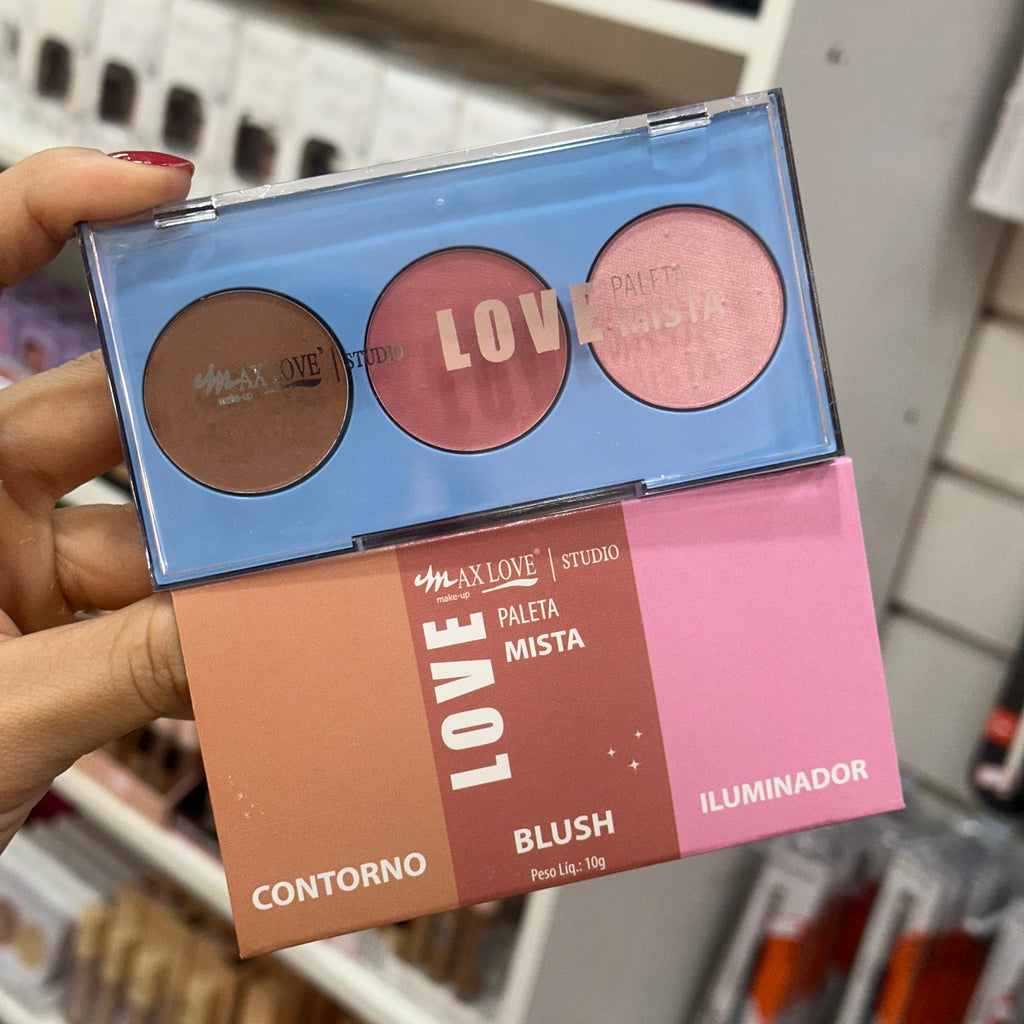 MAX LOVE® | STUDIO
make-up
LOVE
PALETA
MISTA
MAX LOVE® | STUDIO
make-up
LOVE
PALETA
MISTA
CONTORNO
BLUSH
ILUMINADOR
Peso Líq.: 10g